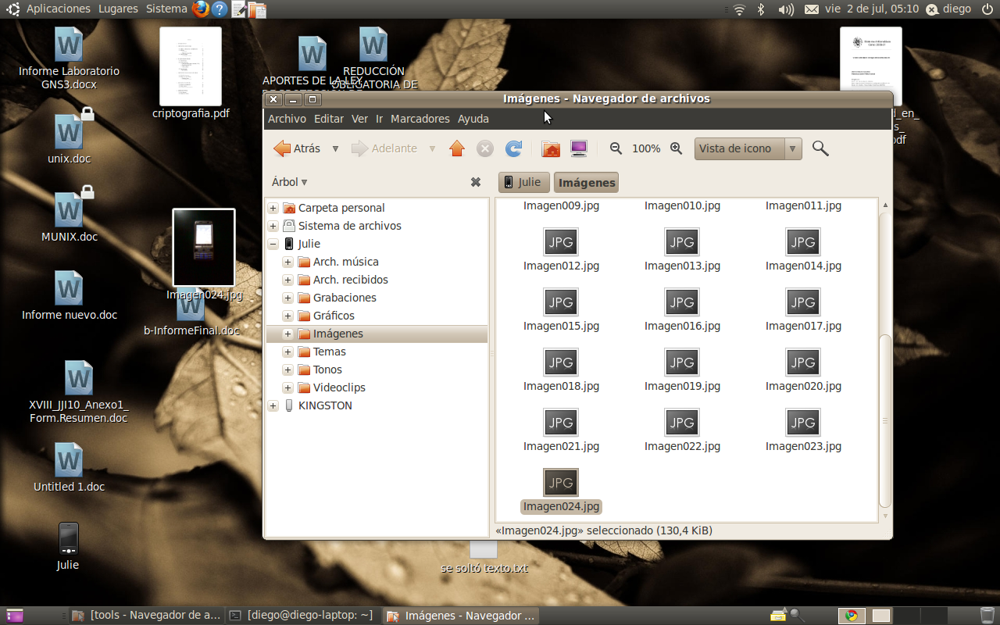 Aplicaciones Lugares Sistema
vie 2 de jul, 05:10 diego
Informe Laboratorio
GNS3.docx
criptografia.pdf
APORTES DE LA LEY
REDUCCIÓN
OBLIGATORIA DE
unix.doc
MUNIX.doc
Imagen024.jpg
Informe nuevo.doc
b-InformeFinal.doc
XVIII_JJI10_Anexo1_
Form.Resumen.doc
Untitled 1.doc
Julie
Imágenes - Navegador de archivos
Archivo Editar Ver Ir Marcadores Ayuda
Atrás Adelante 100% Vista de icono
Árbol
Julie Imágenes
Carpeta personal
Sistema de archivos
Julie
Arch. música
Arch. recibidos
Grabaciones
Gráficos
Imágenes
Temas
Tonos
Videoclips
KINGSTON
Imagen009.jpg Imagen010.jpg Imagen011.jpg
JPG JPG JPG
Imagen012.jpg Imagen013.jpg Imagen014.jpg
JPG JPG JPG
Imagen015.jpg Imagen016.jpg Imagen017.jpg
JPG JPG JPG
Imagen018.jpg Imagen019.jpg Imagen020.jpg
JPG JPG JPG
Imagen021.jpg Imagen022.jpg Imagen023.jpg
JPG
Imagen024.jpg
«Imagen024.jpg» seleccionado (130,4 KiB)
d_en_
s_
pdf
se soltó texto.txt
[tools - Navegador de a... [diego@diego-laptop: ~] Imágenes - Navegador ...